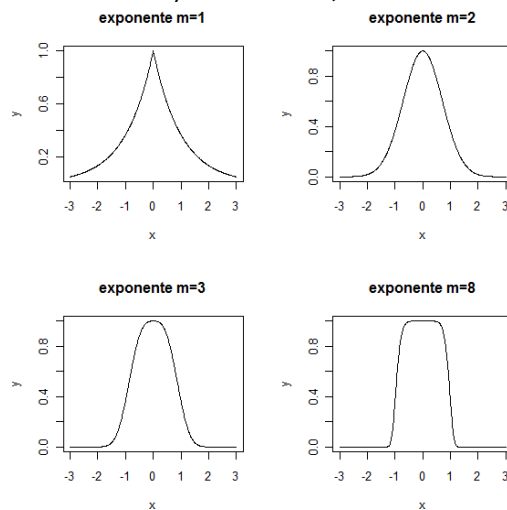 exponente m=1
y
0.2 0.6 1.0
-3 -2 -1 0 1 2 3
x
exponente m=2
y
0.0 0.4 0.8
-3 -2 -1 0 1 2 3
x
exponente m=3
y
0.0 0.4 0.8
-3 -2 -1 0 1 2 3
x
exponente m=8
y
0.0 0.4 0.8
-3 -2 -1 0 1 2 3
x